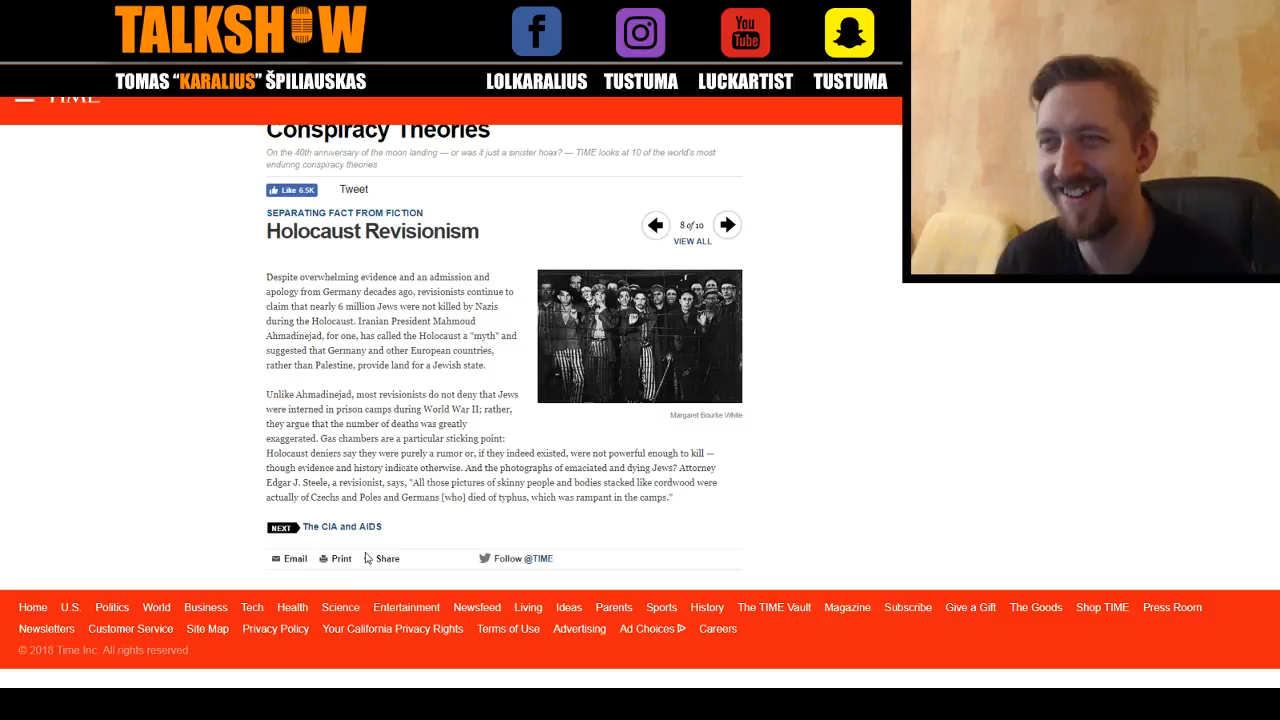 TALKSHOW
TOMAS “KARALIUS” ŠPILIAUSKAS
LOLKARALIUS
TUSTUMA
You
Tube
LUCKARTIST
TUSTUMA
TIME
Conspiracy Theories
On the 40th anniversary of the moon landing — or was it just a sinister hoax? — TIME looks at 10 of the world's most
enduring conspiracy theories
Like 6.5K
Tweet
SEPARATING FACT FROM FICTION
Holocaust Revisionism
8 of 10
VIEW ALL
Despite overwhelming evidence and an admission and
apology from Germany decades ago, revisionists continue to
claim that nearly 6 million Jews were not killed by Nazis
during the Holocaust. Iranian President Mahmoud
Ahmadinejad, for one, has called the Holocaust a "myth" and
suggested that Germany and other European countries,
rather than Palestine, provide land for a Jewish state.
Margaret Bourke White
Unlike Ahmadinejad, most revisionists do not deny that Jews
were interned in prison camps during World War II; rather,
they argue that the number of deaths was greatly
exaggerated. Gas chambers are a particular sticking point:
Holocaust deniers say they were purely a rumor or, if they indeed existed, were not powerful enough to kill —
though evidence and history indicate otherwise. And the photographs of emaciated and dying Jews? Attorney
Edgar J. Steele, a revisionist, says, "All those pictures of skinny people and bodies stacked like cordwood were
actually of Czechs and Poles and Germans [who] died of typhus, which was rampant in the camps."
NEXT The CIA and AIDS
Email Print Share Follow @TIME
Home U.S. Politics World Business Tech Health Science Entertainment Newsfeed Living Ideas Parents Sports History The TIME Vault Magazine Subscribe Give a Gift The Goods Shop TIME Press Room
Newsletters Customer Service Site Map Privacy Policy Your California Privacy Rights Terms of Use Advertising Ad Choices Careers
© 2018 Time Inc. All rights reserved.